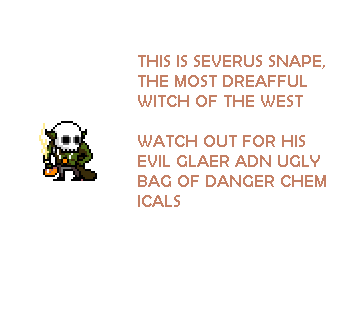 THIS IS SEVERUS SNAPE,
THE MOST DREAFFUL
WITCH OF THE WEST
WATCH OUT FOR HIS
EVIL GLAER ADN UGLY
BAG OF DANGER CHEM
ICALS